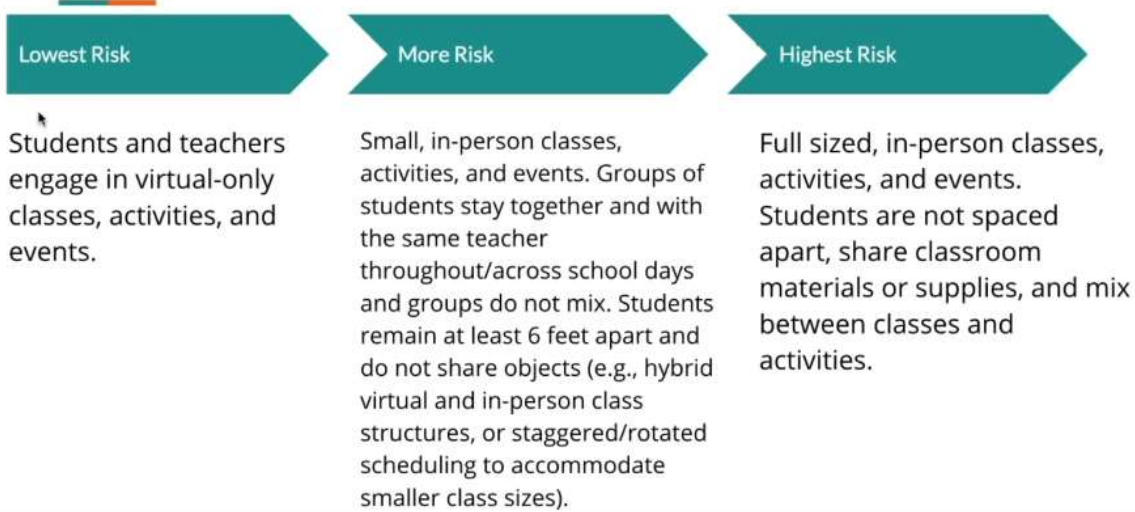 Lowest Risk
Students and teachers
engage in virtual-only
classes, activities, and
events.
More Risk
Small, in-person classes,
activities, and events. Groups of
students stay together and with
the same teacher
throughout/across school days
and groups do not mix. Students
remain at least 6 feet apart and
do not share objects (e.g., hybrid
virtual and in-person class
structures, or staggered/rotated
scheduling to accommodate
smaller class sizes).
Highest Risk
Full sized, in-person classes,
activities, and events.
Students are not spaced
apart, share classroom
materials or supplies, and mix
between classes and
activities.